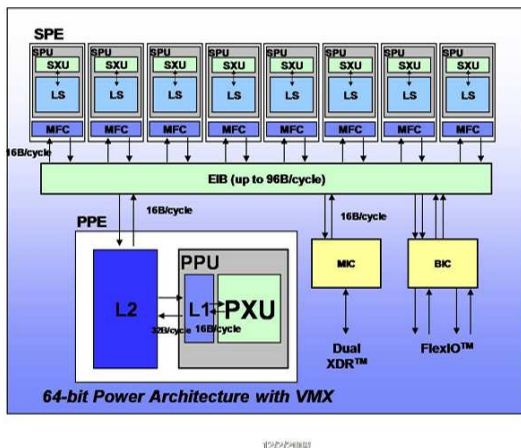 SPE
SPU SPU SPU SPU SPU SPU SPU SPU
SXU SXU SXU SXU SXU SXU SXU SXU
LS LS LS LS LS LS LS LS
MFC MFC MFC MFC MFC MFC MFC MFC
16B/cycle
EIB (up to 96B/cycle)
16B/cycle
16B/cycle
PPE
PPU
MIC
BIC
L2
L1
PXU
32B/cycle
16B/cycle
Dual
XDR™
FlexIO™
64-bit Power Architecture with VMX